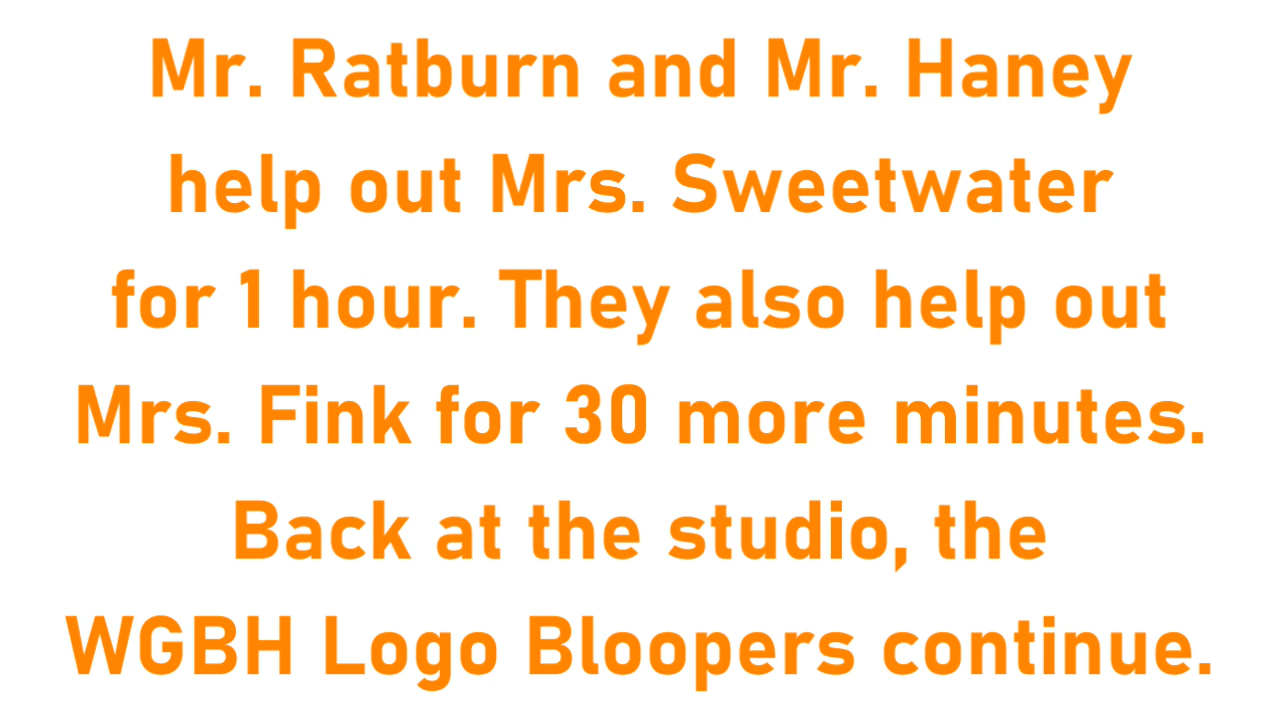 Mr. Ratburn and Mr. Haney
help out Mrs. Sweetwater
for 1 hour. They also help out
Mrs. Fink for 30 more minutes.
Back at the studio, the
WGBH Logo Bloopers continue.